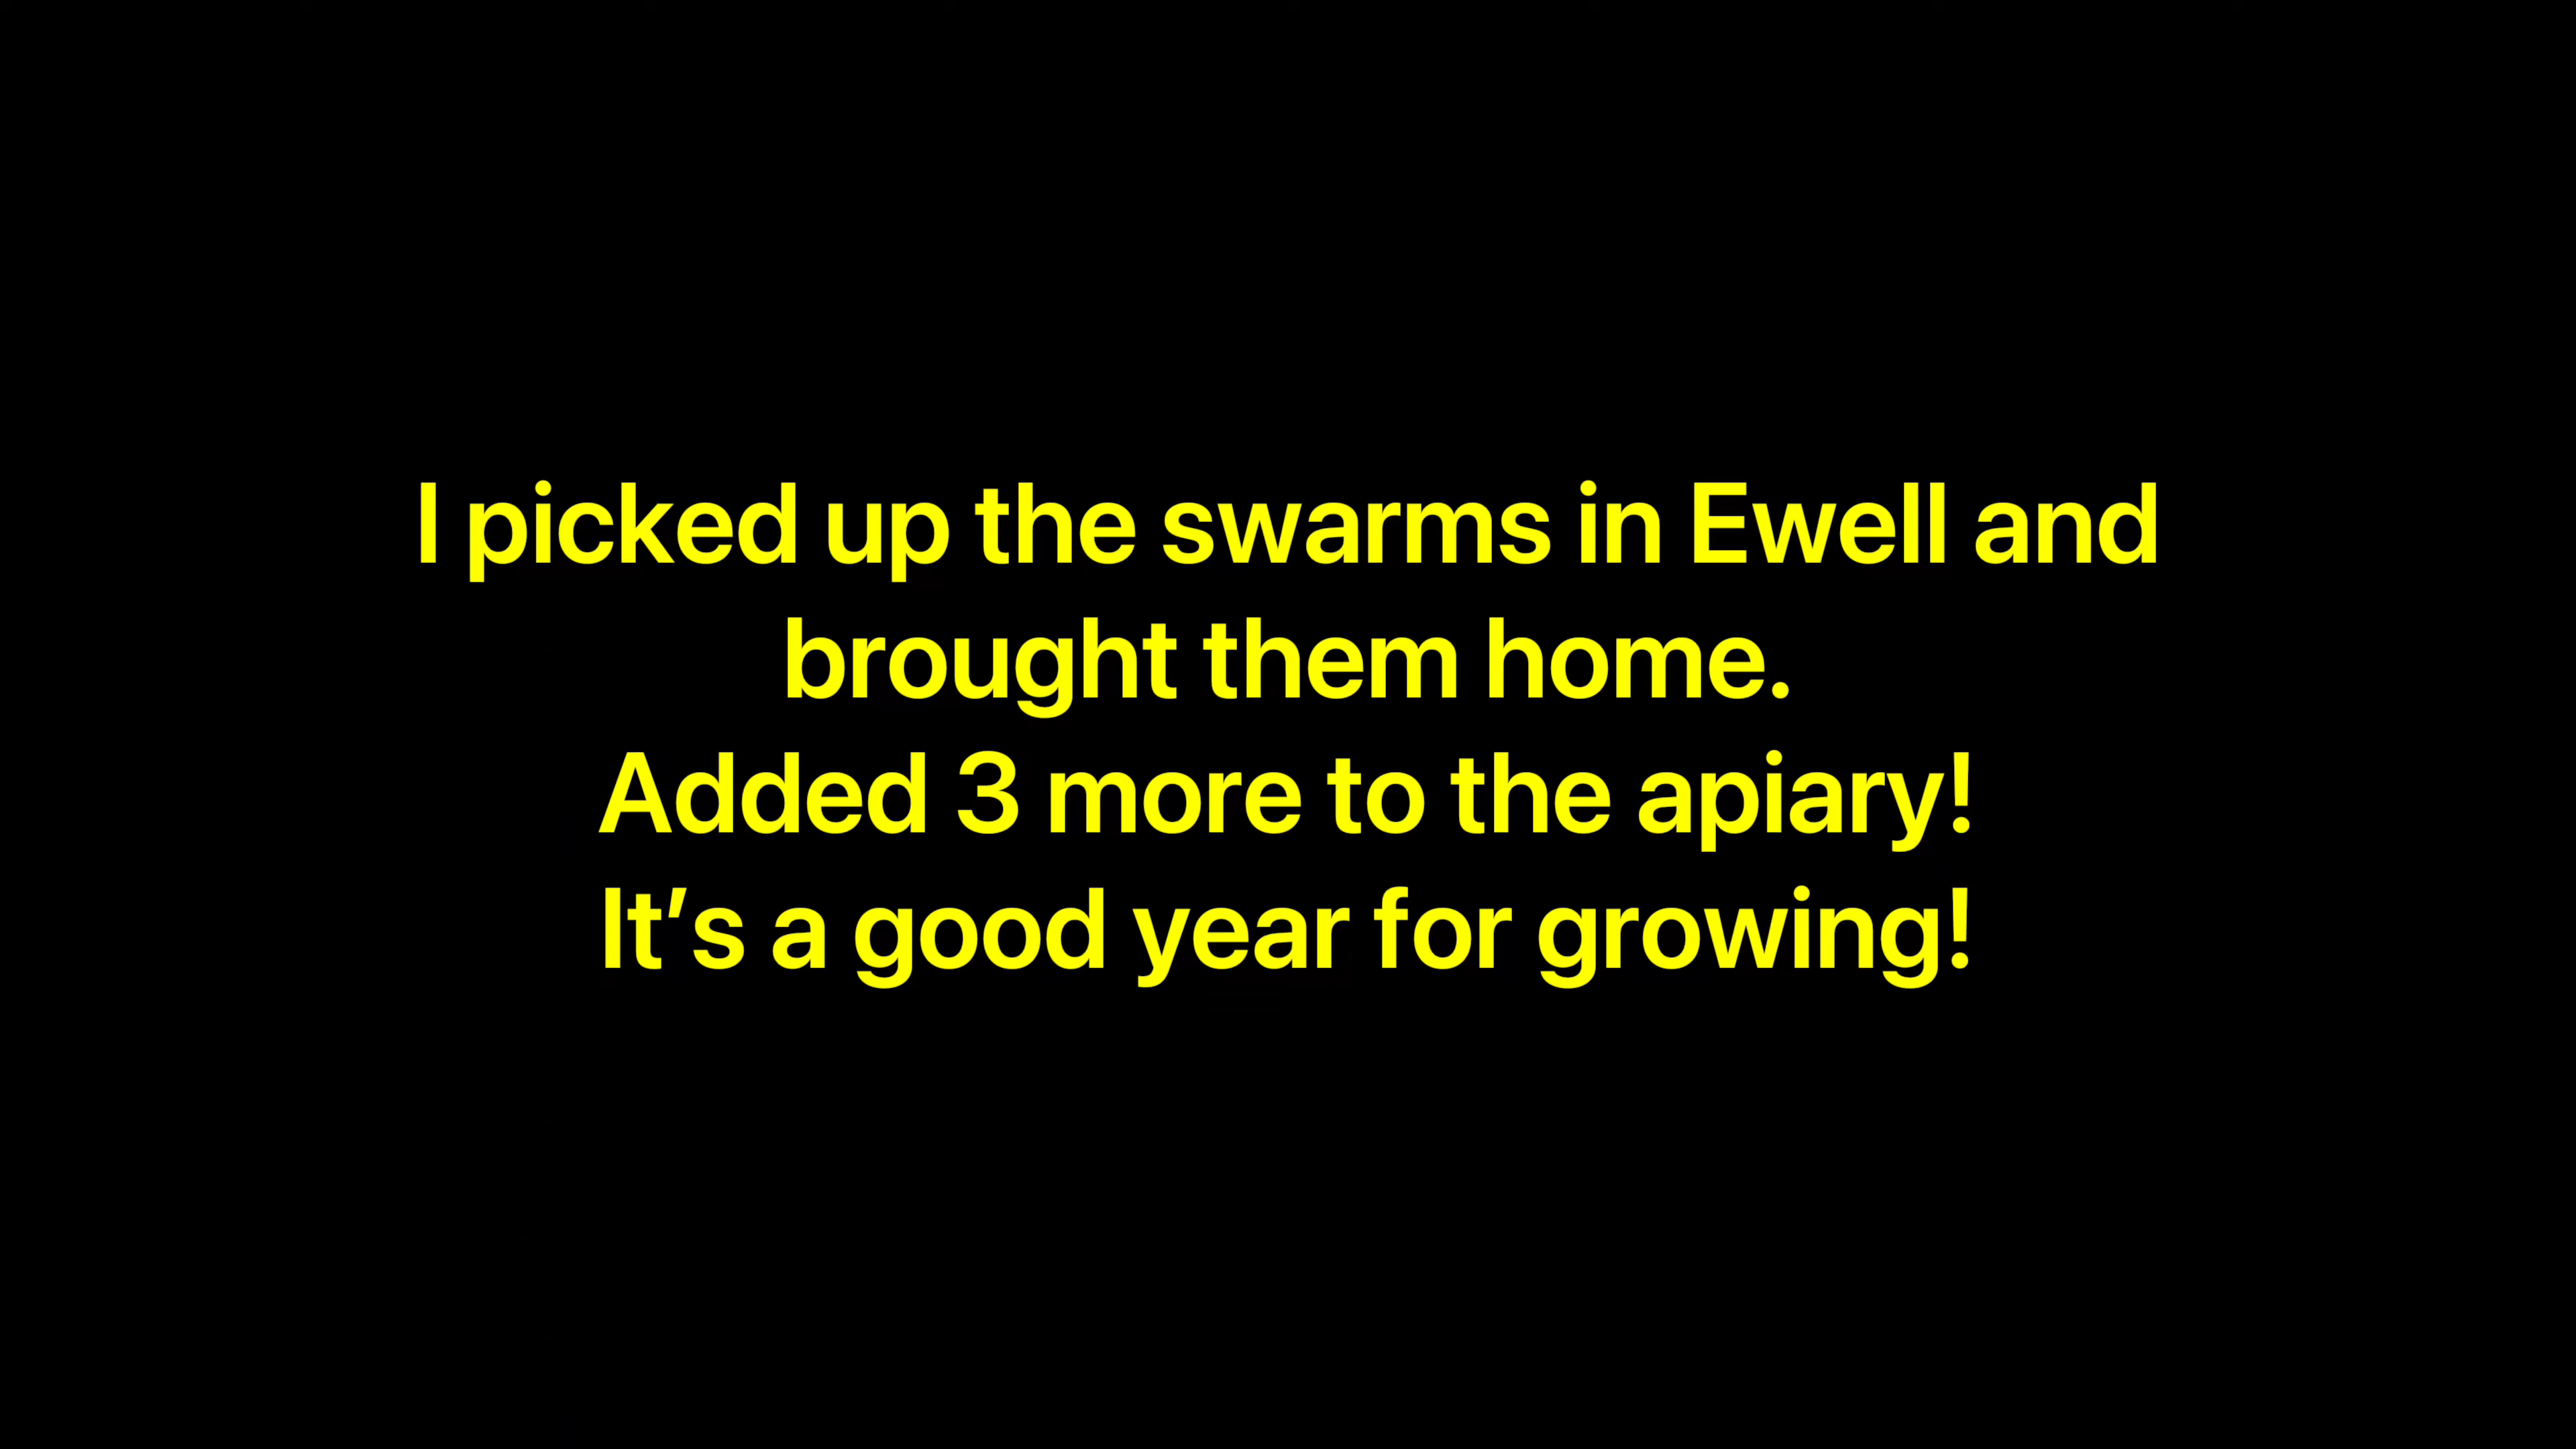 I picked up the swarms in Ewell and
brought them home.
Added 3 more to the apiary!
It’s a good year for growing!